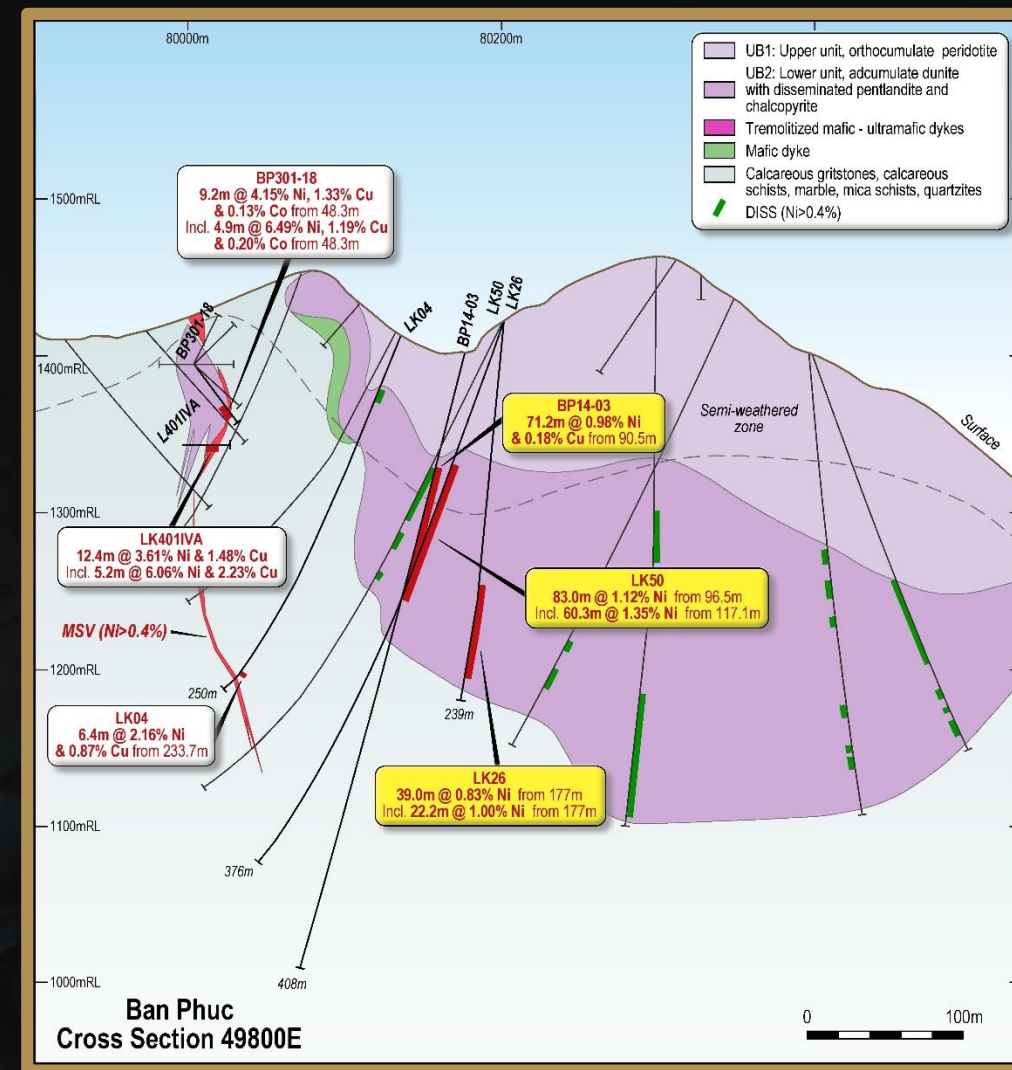 80000m
80200m
UB1: Upper unit, orthocumulate peridotite
UB2: Lower unit, adcumulate dunite
with disseminated pentlandite and
chalcopyrite
Tremolitized mafic - ultramafic dykes
Mafic dyke
Calcareous gritstones, calcareous
schists, marble, mica schists, quartzites
DISS (Ni>0.4%)
BP301-18
9.2m @ 4.15% Ni, 1.33% Cu
& 0.13% Co from 48.3m
Incl. 4.9m @ 6.49% Ni, 1.19% Cu
& 0.20% Co from 48.3m
1500mRL
BP301-18
LK04
BP14-03
LK50
LK26
1400mRL
L401IVA
BP14-03
71.2m @ 0.98% Ni
& 0.18% Cu from 90.5m
Semi-weathered
zone
Surface
1300mRL
LK401IVA
12.4m @ 3.61% Ni & 1.48% Cu
Incl. 5.2m @ 6.06% Ni & 2.23% Cu
LK50
83.0m @ 1.12% Ni from 96.5m
Incl. 60.3m @ 1.35% Ni from 117.1m
MSV (Ni>0.4%)
1200mRL
250m
239m
LK04
6.4m @ 2.16% Ni
& 0.87% Cu from 233.7m
LK26
39.0m @ 0.83% Ni from 177m
Incl. 22.2m @ 1.00% Ni from 177m
1100mRL
376m
408m
1000mRL
Ban Phuc
Cross Section 49800E
0 100m